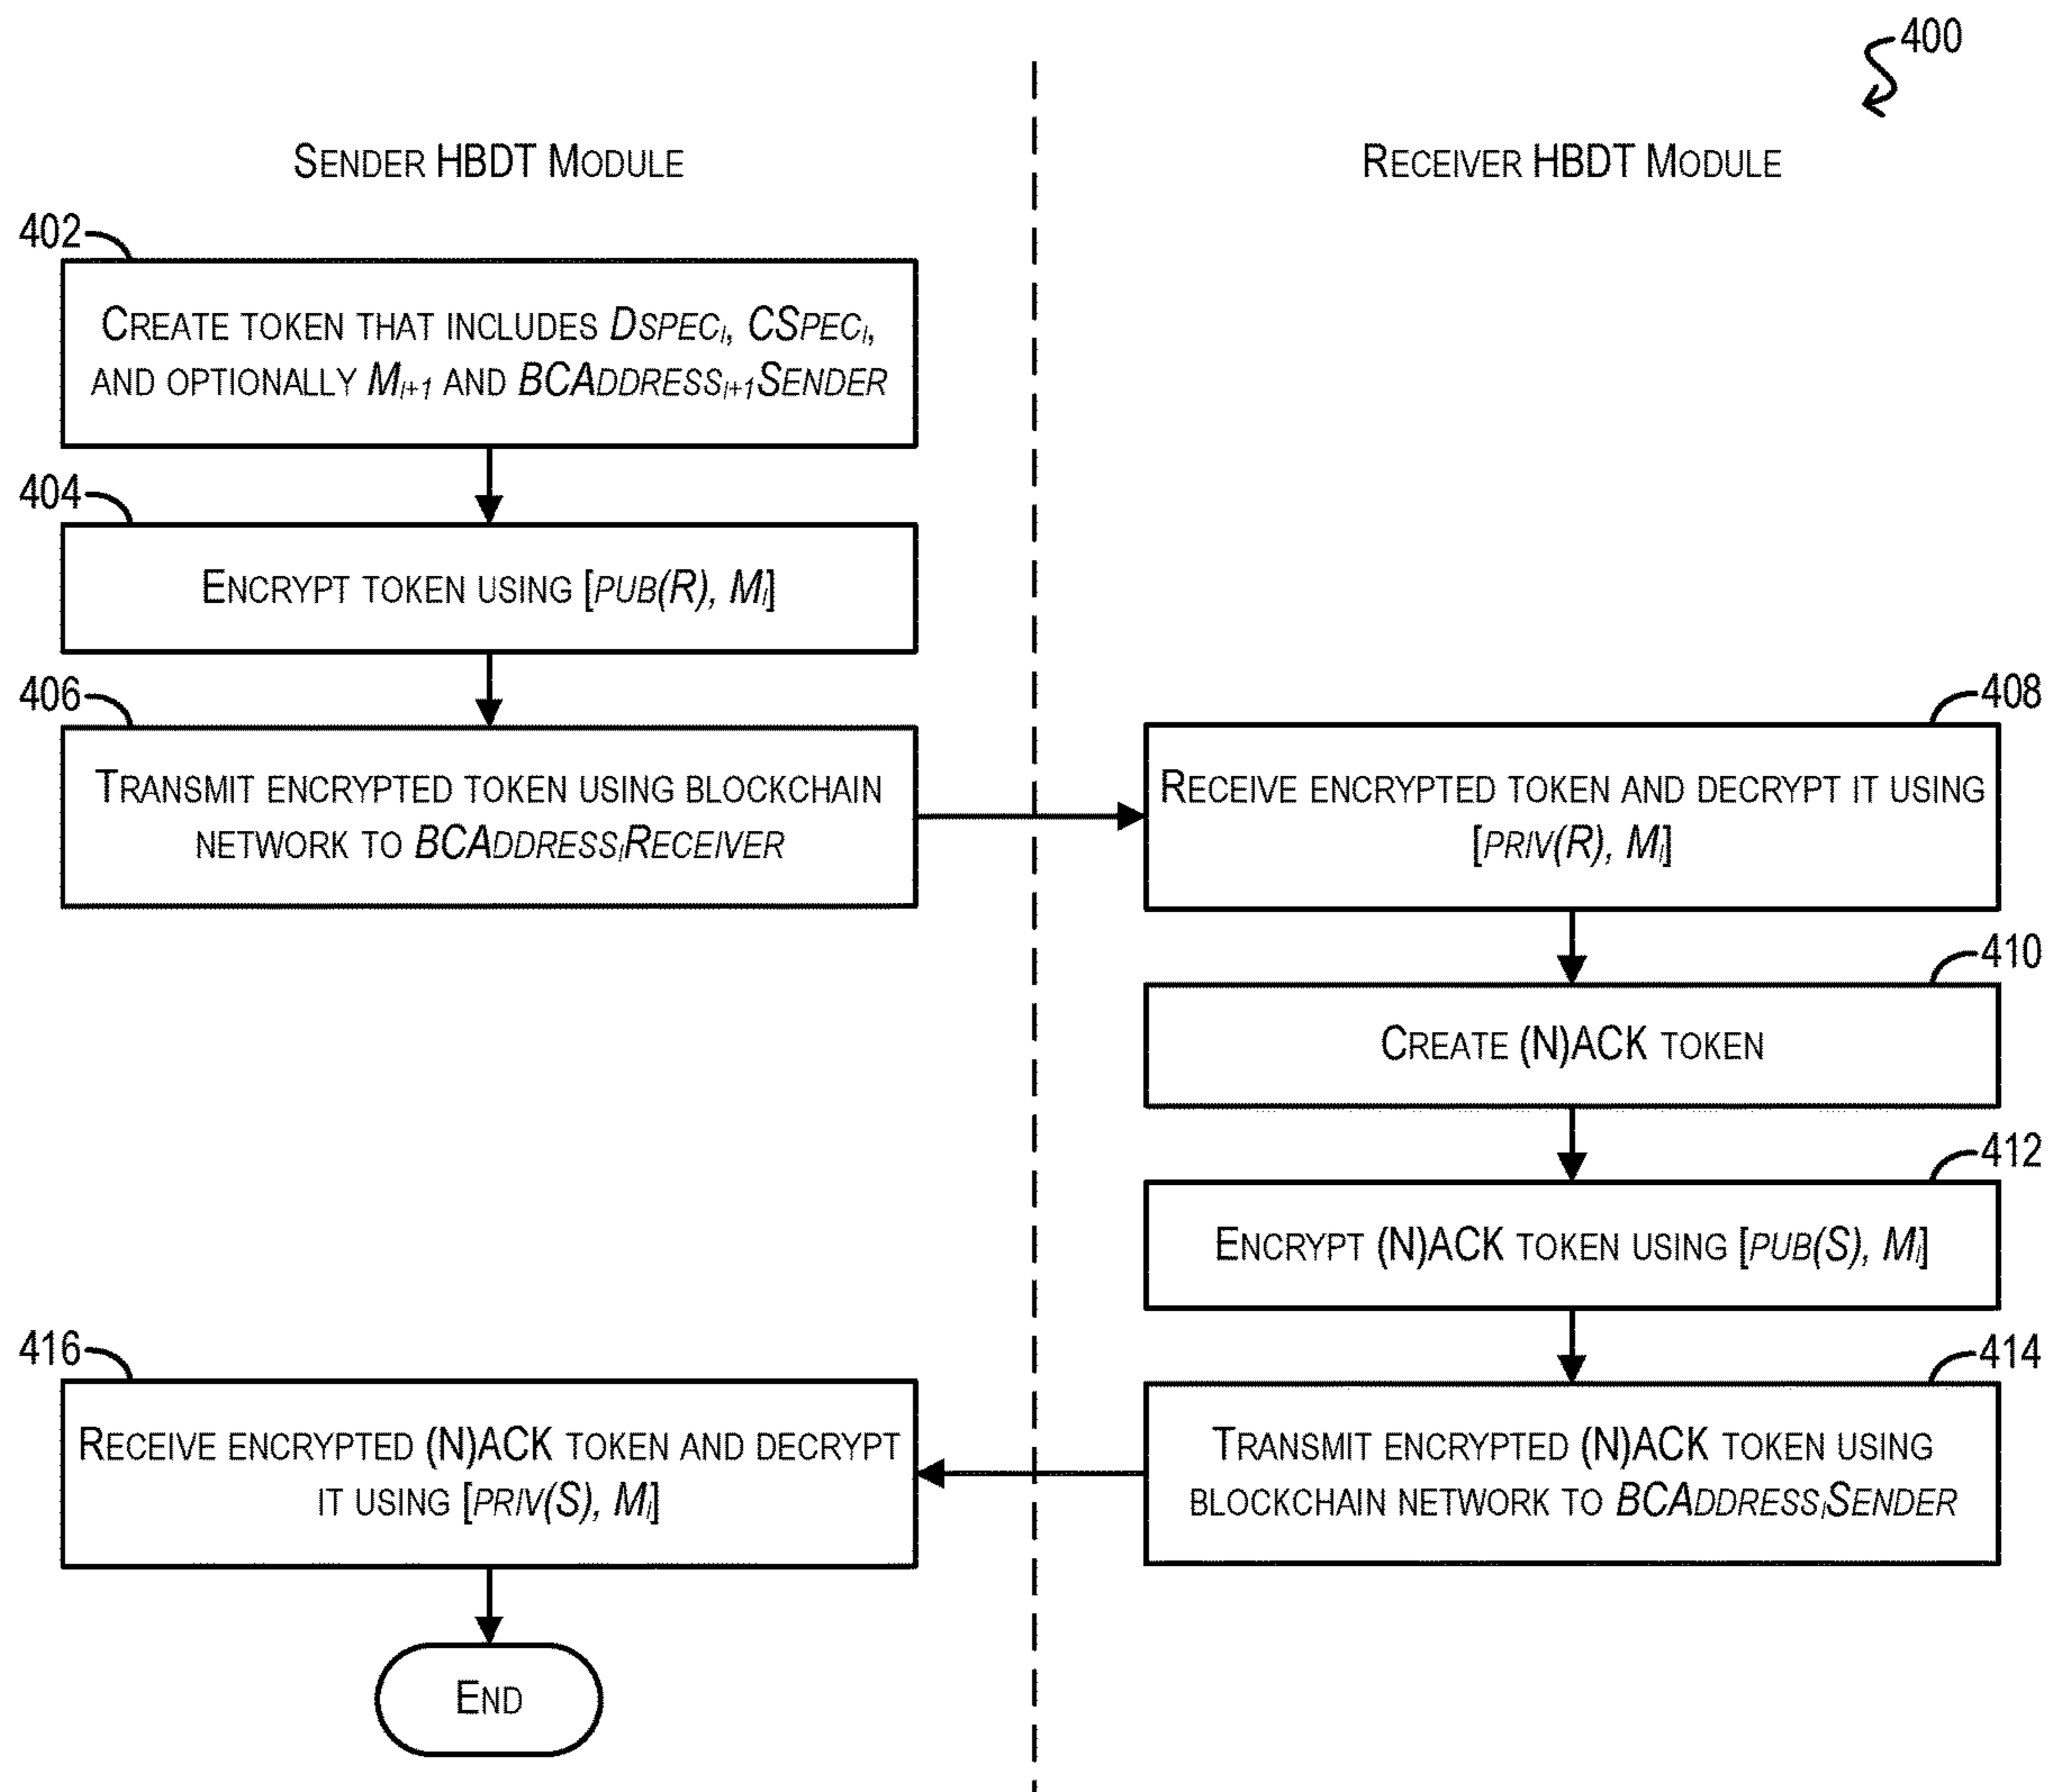 400
SENDER HBDT MODULE
RECEIVER HBDT MODULE
402
CREATE TOKEN THAT INCLUDES DSPECᵢ, CSPECᵢ,
AND OPTIONALLY Mᵢ₊₁ AND BCADDRESSᵢ₊₁SENDER
404
ENCRYPT TOKEN USING [PUB(R), Mᵢ]
406
TRANSMIT ENCRYPTED TOKEN USING BLOCKCHAIN
NETWORK TO BCADDRESSᵢRECEIVER
408
RECEIVE ENCRYPTED TOKEN AND DECRYPT IT USING
[PRIV(R), Mᵢ]
410
CREATE (N)ACK TOKEN
412
ENCRYPT (N)ACK TOKEN USING [PUB(S), Mᵢ]
414
TRANSMIT ENCRYPTED (N)ACK TOKEN USING
BLOCKCHAIN NETWORK TO BCADDRESSᵢSENDER
416
RECEIVE ENCRYPTED (N)ACK TOKEN AND DECRYPT
IT USING [PRIV(S), Mᵢ]
END